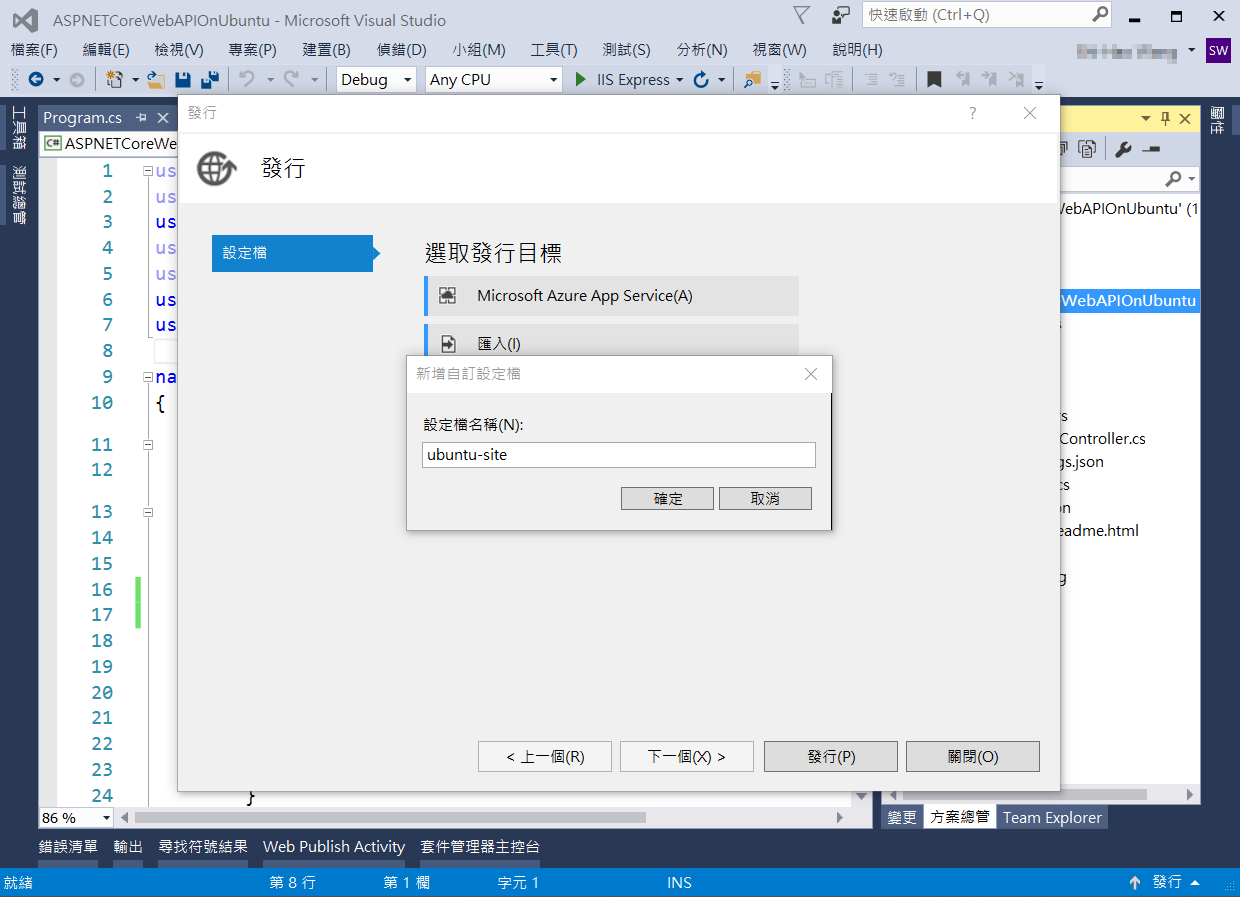 ASPNETCoreWebAPIOnUbuntu - Microsoft Visual Studio
快速啟動 (Ctrl+Q)
檔案(F) 編輯(E) 檢視(V) 專案(P) 建置(B) 偵錯(D) 小組(M) 工具(T) 測試(S) 分析(N) 視窗(W) 說明(H)
SW
Debug Any CPU IIS Express
工具箱
測試總管
Program.cs
C# ASPNETCoreWe
屬性
發行
?
發行
設定檔
選取發行目標
Microsoft Azure App Service(A)
匯入(I)
新增自訂設定檔
設定檔名稱(N):
ubuntu-site
確定 取消
< 上一個(R) 下一個(X) > 發行(P) 關閉(O)
1 us
2 us
3 us
4 us
5 us
6 us
7 us
8
9 na
10 {
11
12
13
14
15
16
17
18
19
20
21
22
23
24 }
WebAPIOnUbuntu' (1
WebAPIOnUbuntu
s
rs
Controller.cs
gs.json
cs
on
eadme.html
g
86 %
變更 方案總管 Team Explorer
錯誤清單 輸出 尋找符號結果 Web Publish Activity 套件管理器主控台
就緒 第 8 行 第 1 欄 字元 1 INS 發行